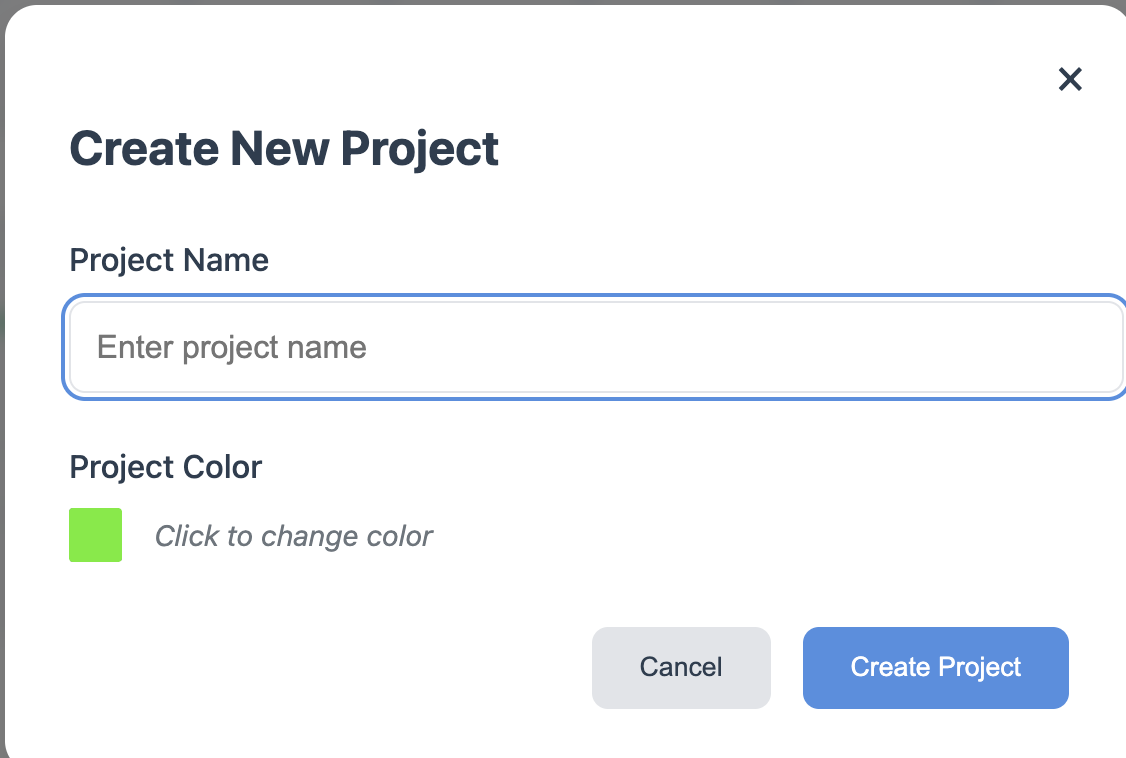 Create New Project
Project Name
Enter project name
Project Color
Click to change color
Cancel
Create Project